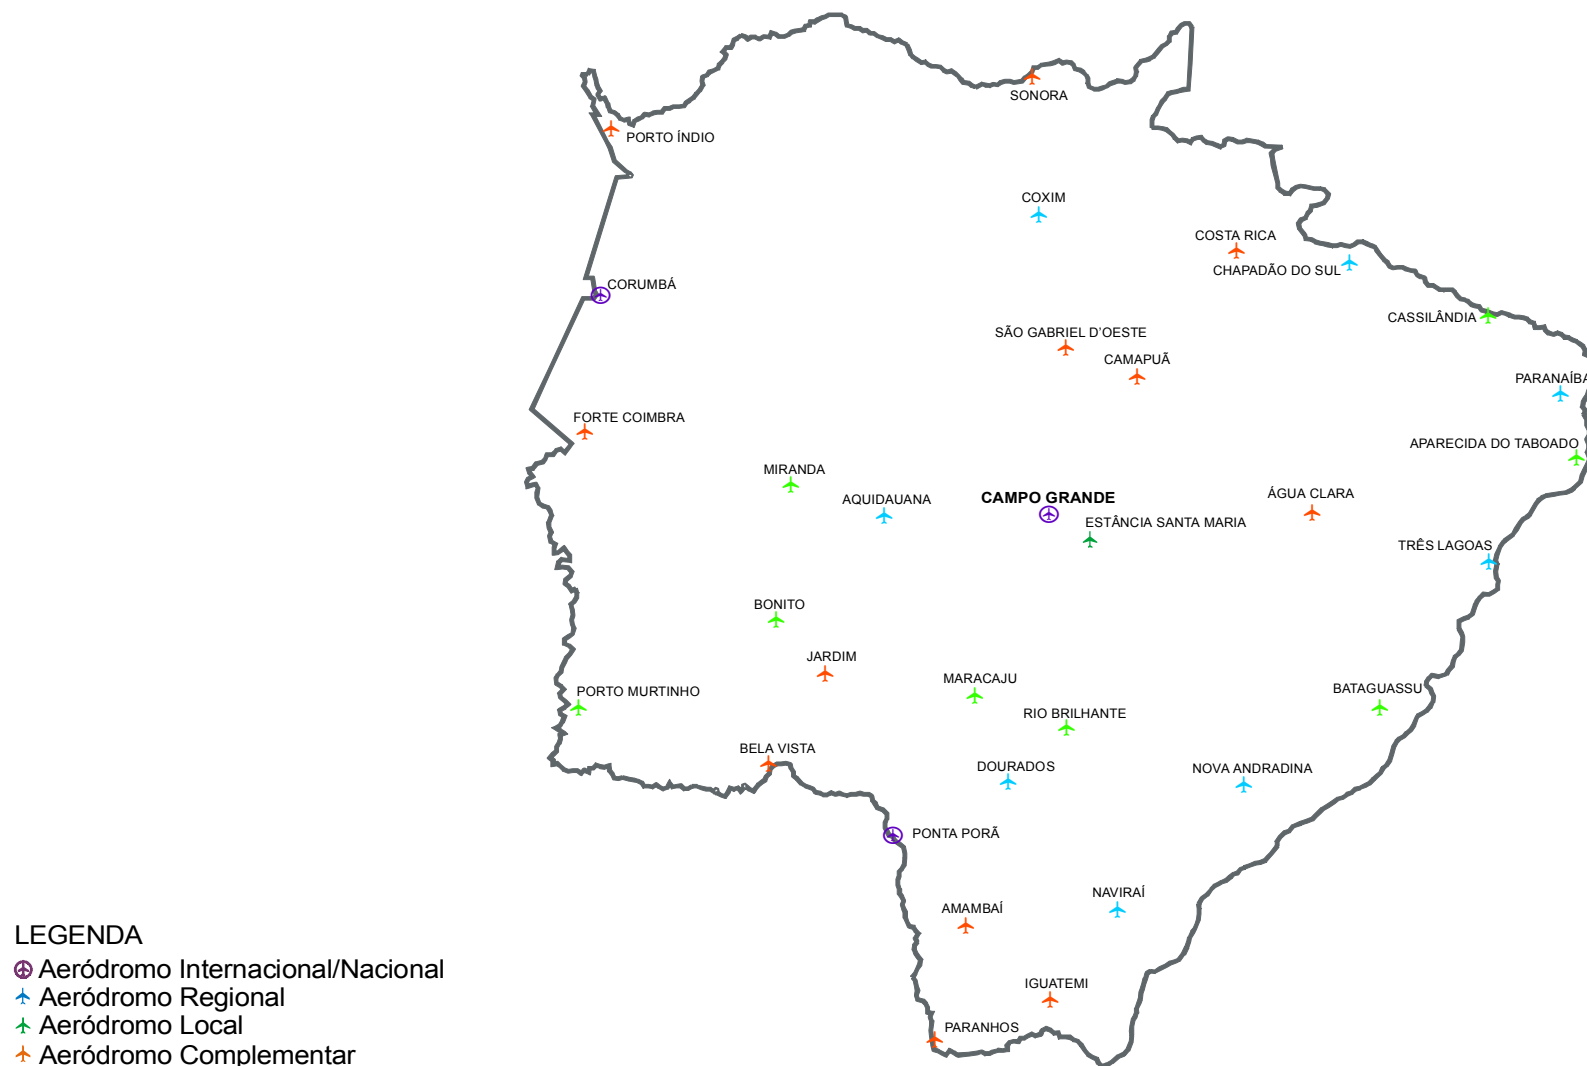 SONORA
PORTO ÍNDIO
COXIM
COSTA RICA
CHAPADÃO DO SUL
CORUMBÁ
CASSILÂNDIA
SÃO GABRIEL D'OESTE
CAMAPUÃ
PARANAÍBA
FORTE COIMBRA
APARECIDA DO TABOADO
MIRANDA
AQUIDAUANA
CAMPO GRANDE
ÁGUA CLARA
ESTÂNCIA SANTA MARIA
TRÊS LAGOAS
BONITO
JARDIM
MARACAJU
PORTO MURTINHO
BATAGUASSU
RIO BRILHANTE
BELA VISTA
DOURADOS
NOVA ANDRADINA
PONTA PORÃ
NAVIRAÍ
AMAMBAÍ
IGUATEMI
PARANHOS
LEGENDA
Aeródromo Internacional/Nacional
Aeródromo Regional
Aeródromo Local
Aeródromo Complementar